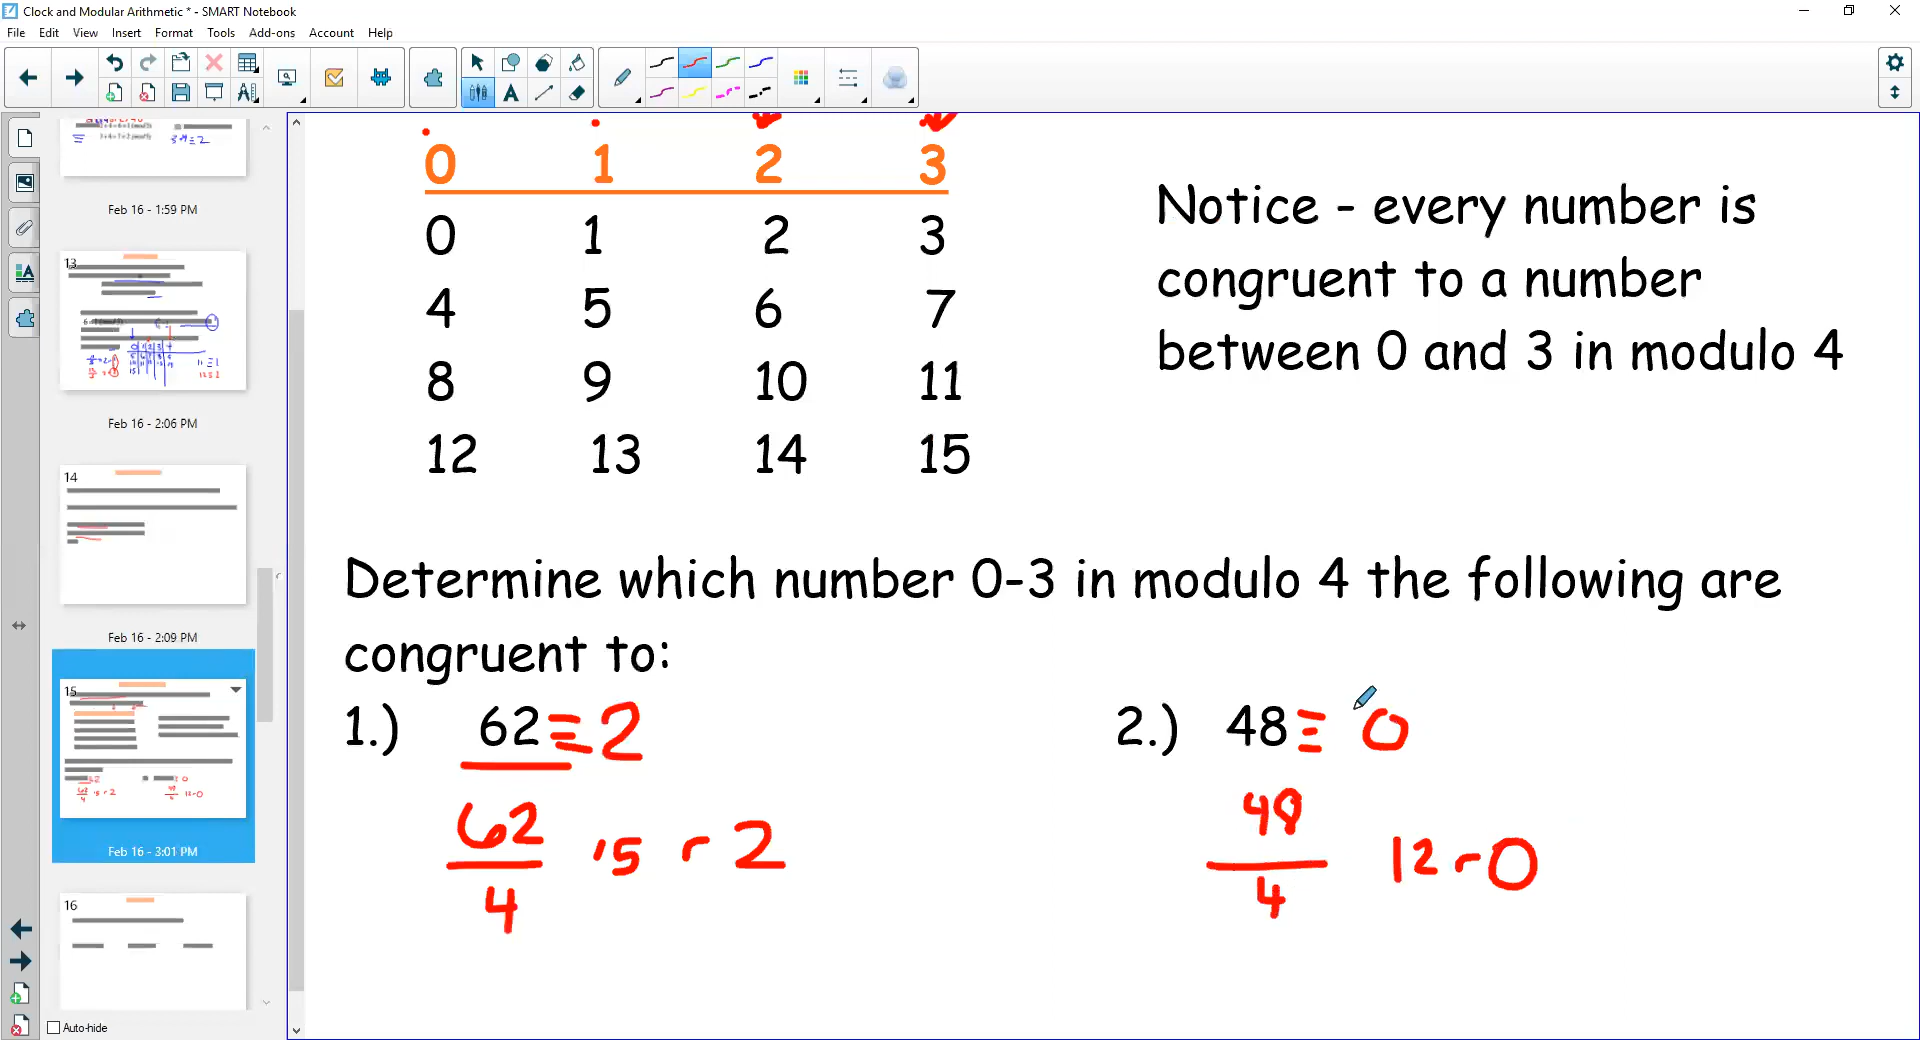 Clock and Modular Arithmetic * - SMART Notebook
File Edit View Insert Format Tools Add-ons Account Help
Feb 16 - 1:59 PM
13
Feb 16 - 2:06 PM
14
Feb 16 - 2:09 PM
15
Feb 16 - 3:01 PM
16
Auto-hide
0 1 2 3
0 1 2 3
4 5 6 7
8 9 10 11
12 13 14 15
Notice - every number is
congruent to a number
between 0 and 3 in modulo 4
Determine which number 0-3 in modulo 4 the following are
congruent to:
1.) 62 ≡ 2
62
4
15 r 2
2.) 48 ≡ 0
48
4
12 r 0